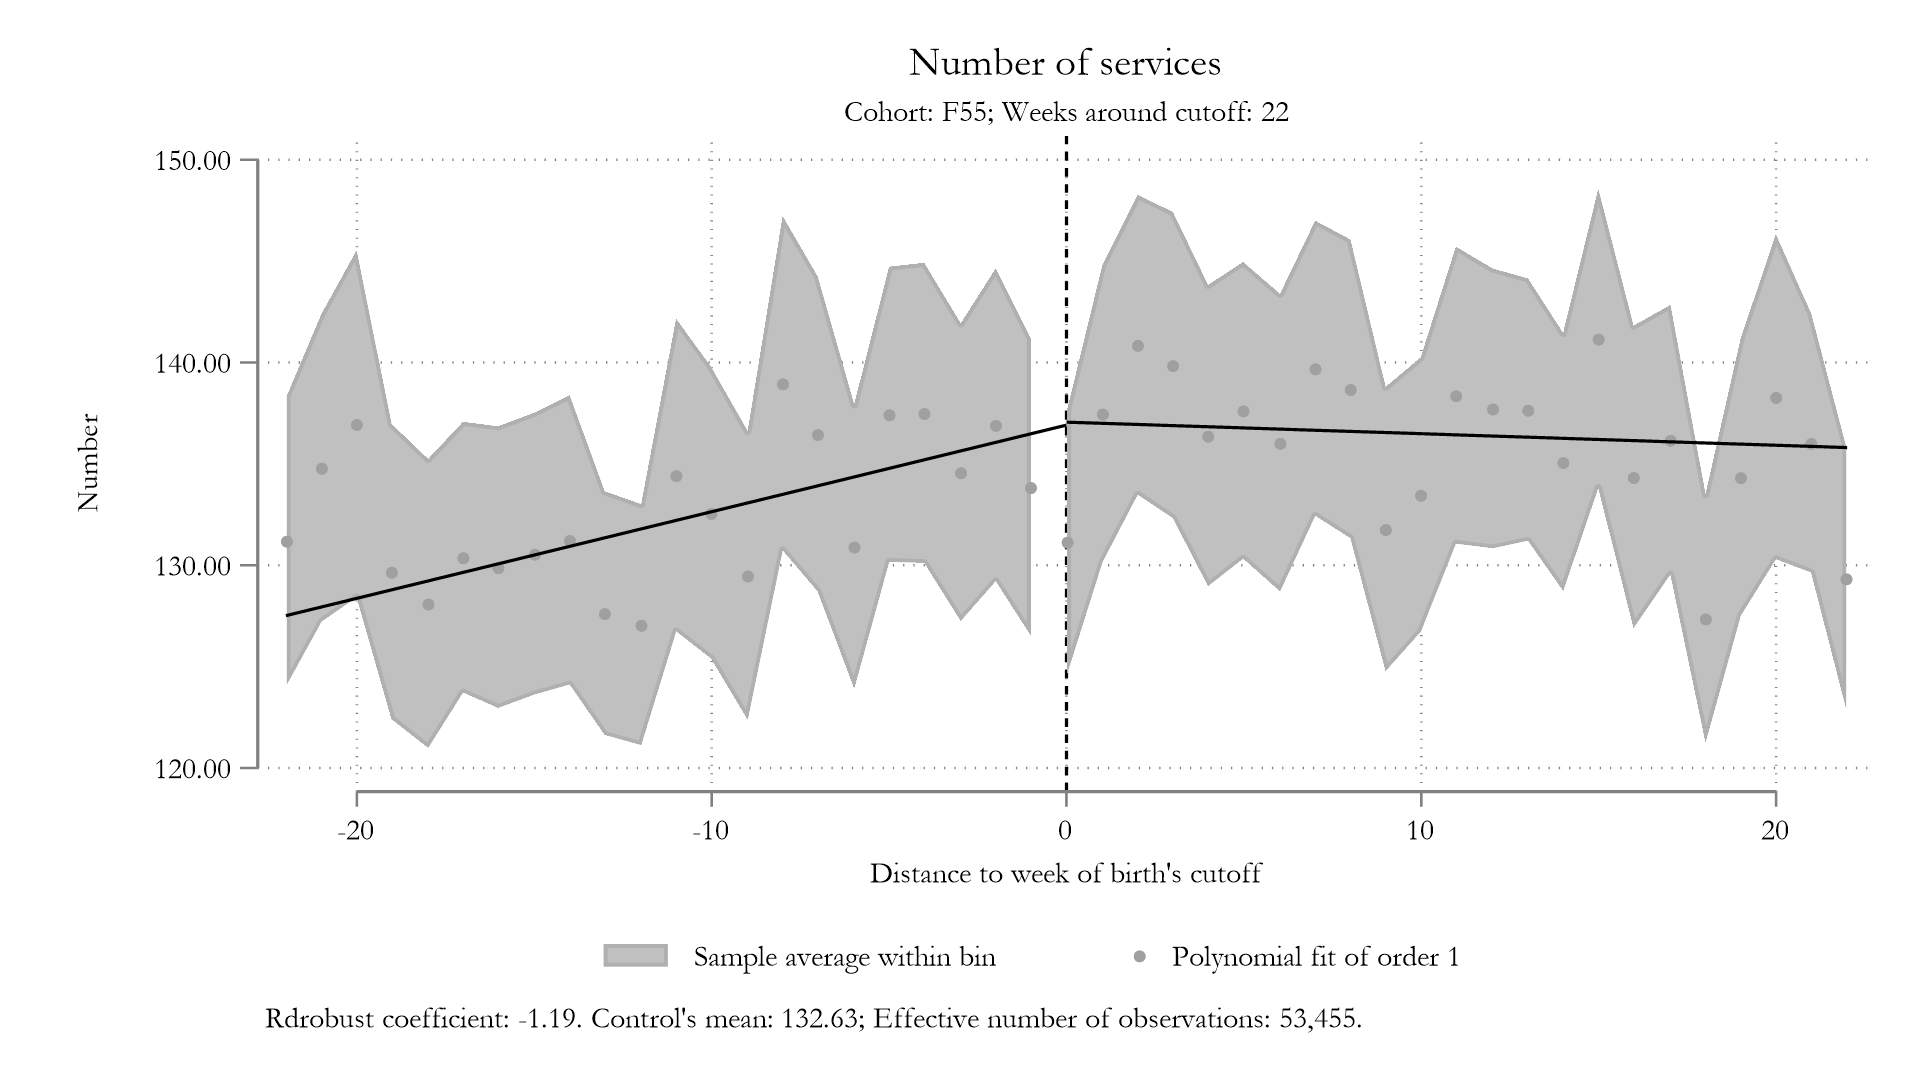 Number of services
Cohort: F55; Weeks around cutoff: 22
150.00
140.00
130.00
120.00
Number
-20
-10
0
10
20
Distance to week of birth's cutoff
Sample average within bin
Polynomial fit of order 1
Rdrobust coefficient: -1.19. Control's mean: 132.63; Effective number of observations: 53,455.